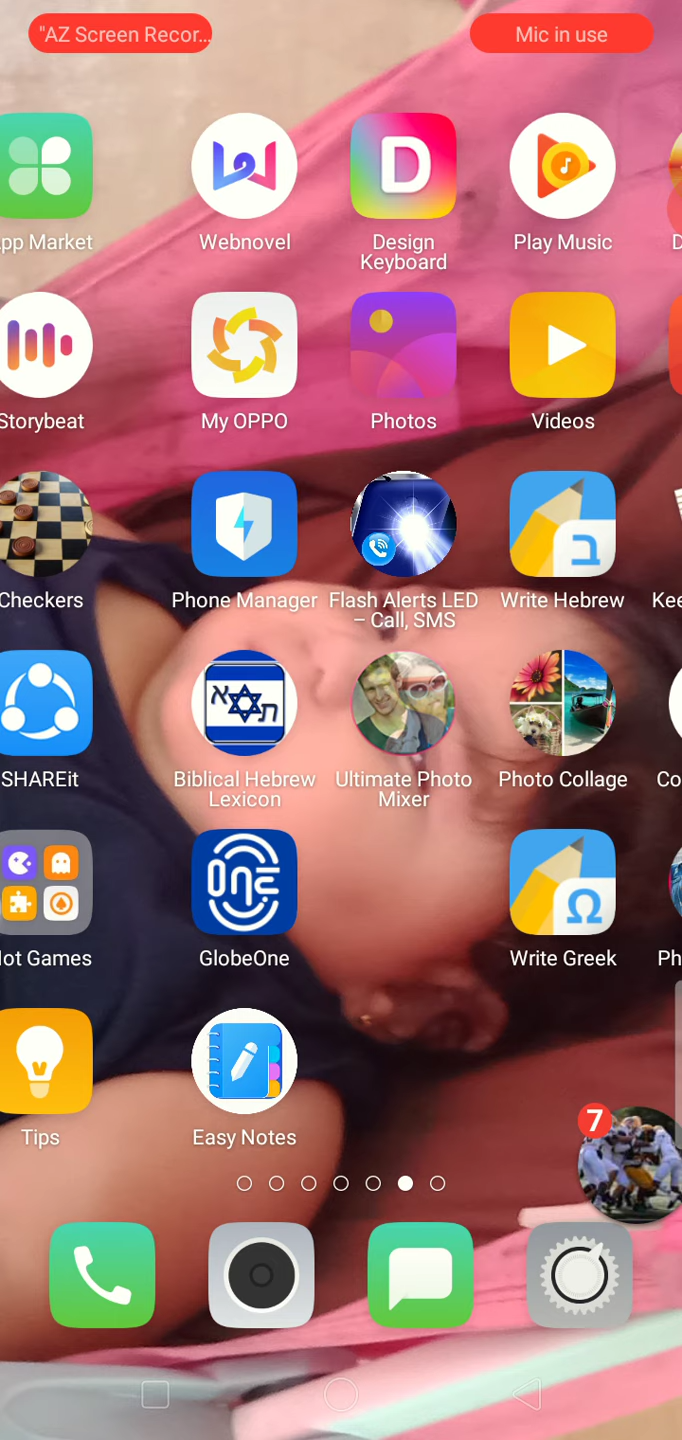 "AZ Screen Recor...
Mic in use
pp Market
Webnovel
Design
Keyboard
Play Music
D
Storybeat
My OPPO
Photos
Videos
Checkers
Phone Manager
Flash Alerts LED
– Call, SMS
Write Hebrew
ב
Kee
SHAREit
א ת
Biblical Hebrew
Lexicon
Ultimate Photo
Mixer
Photo Collage
Co
lot Games
one
GlobeOne
Ω
Write Greek
Ph
Tips
Easy Notes
7